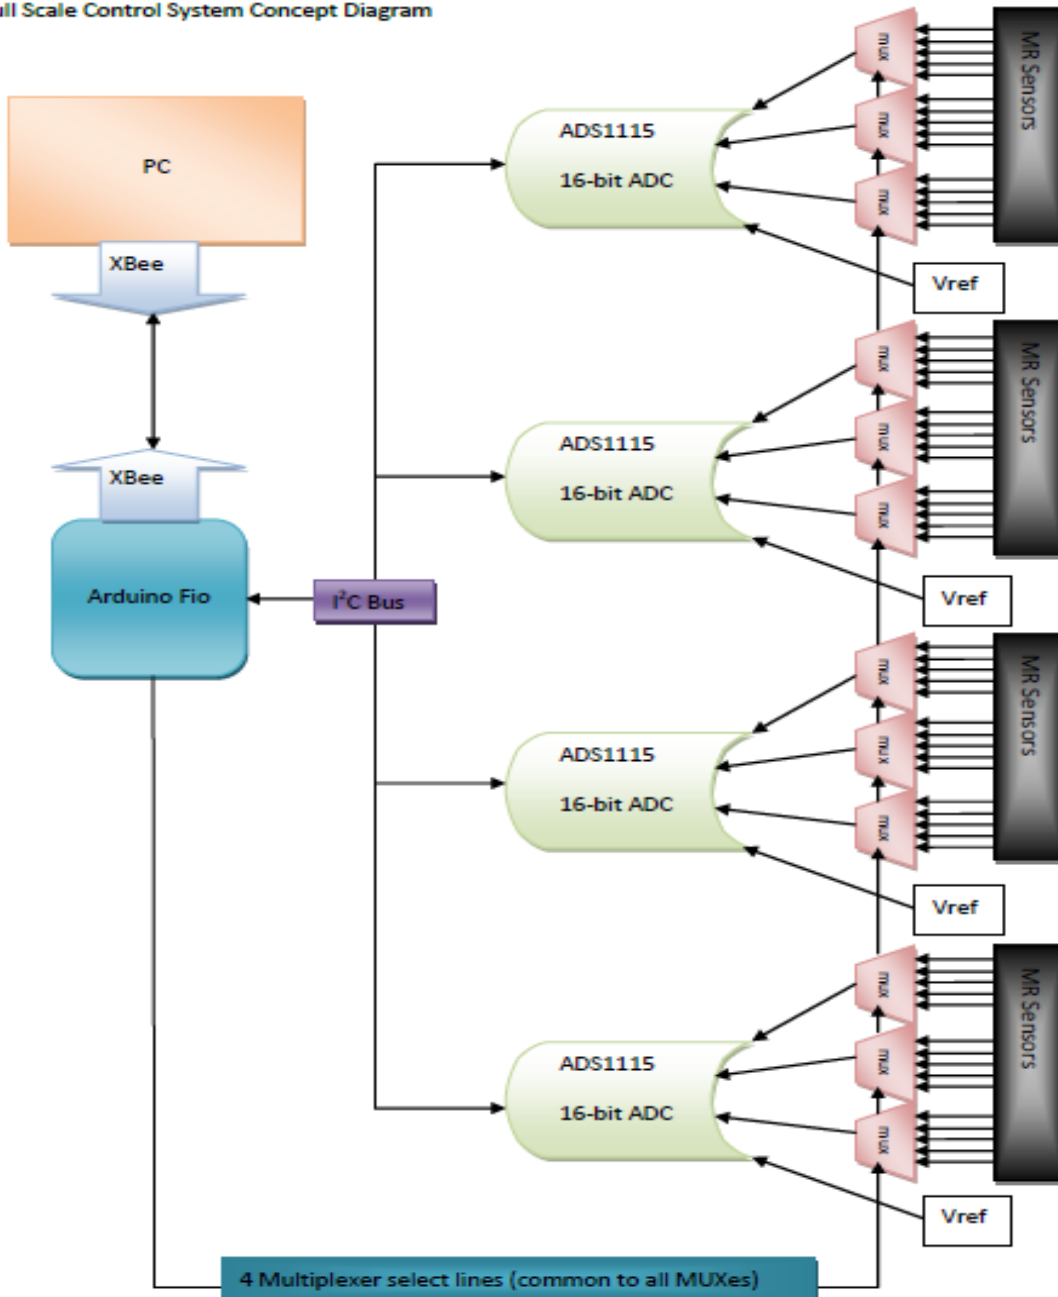 ull Scale Control System Concept Diagram
PC
XBee
XBee
Arduino Fio
I²C Bus
ADS1115
16-bit ADC
mux
mux
mux
MR Sensors
Vref
ADS1115
16-bit ADC
mux
mux
mux
MR Sensors
Vref
ADS1115
16-bit ADC
mux
mux
mux
MR Sensors
Vref
ADS1115
16-bit ADC
mux
mux
mux
MR Sensors
Vref
4 Multiplexer select lines (common to all MUXes)